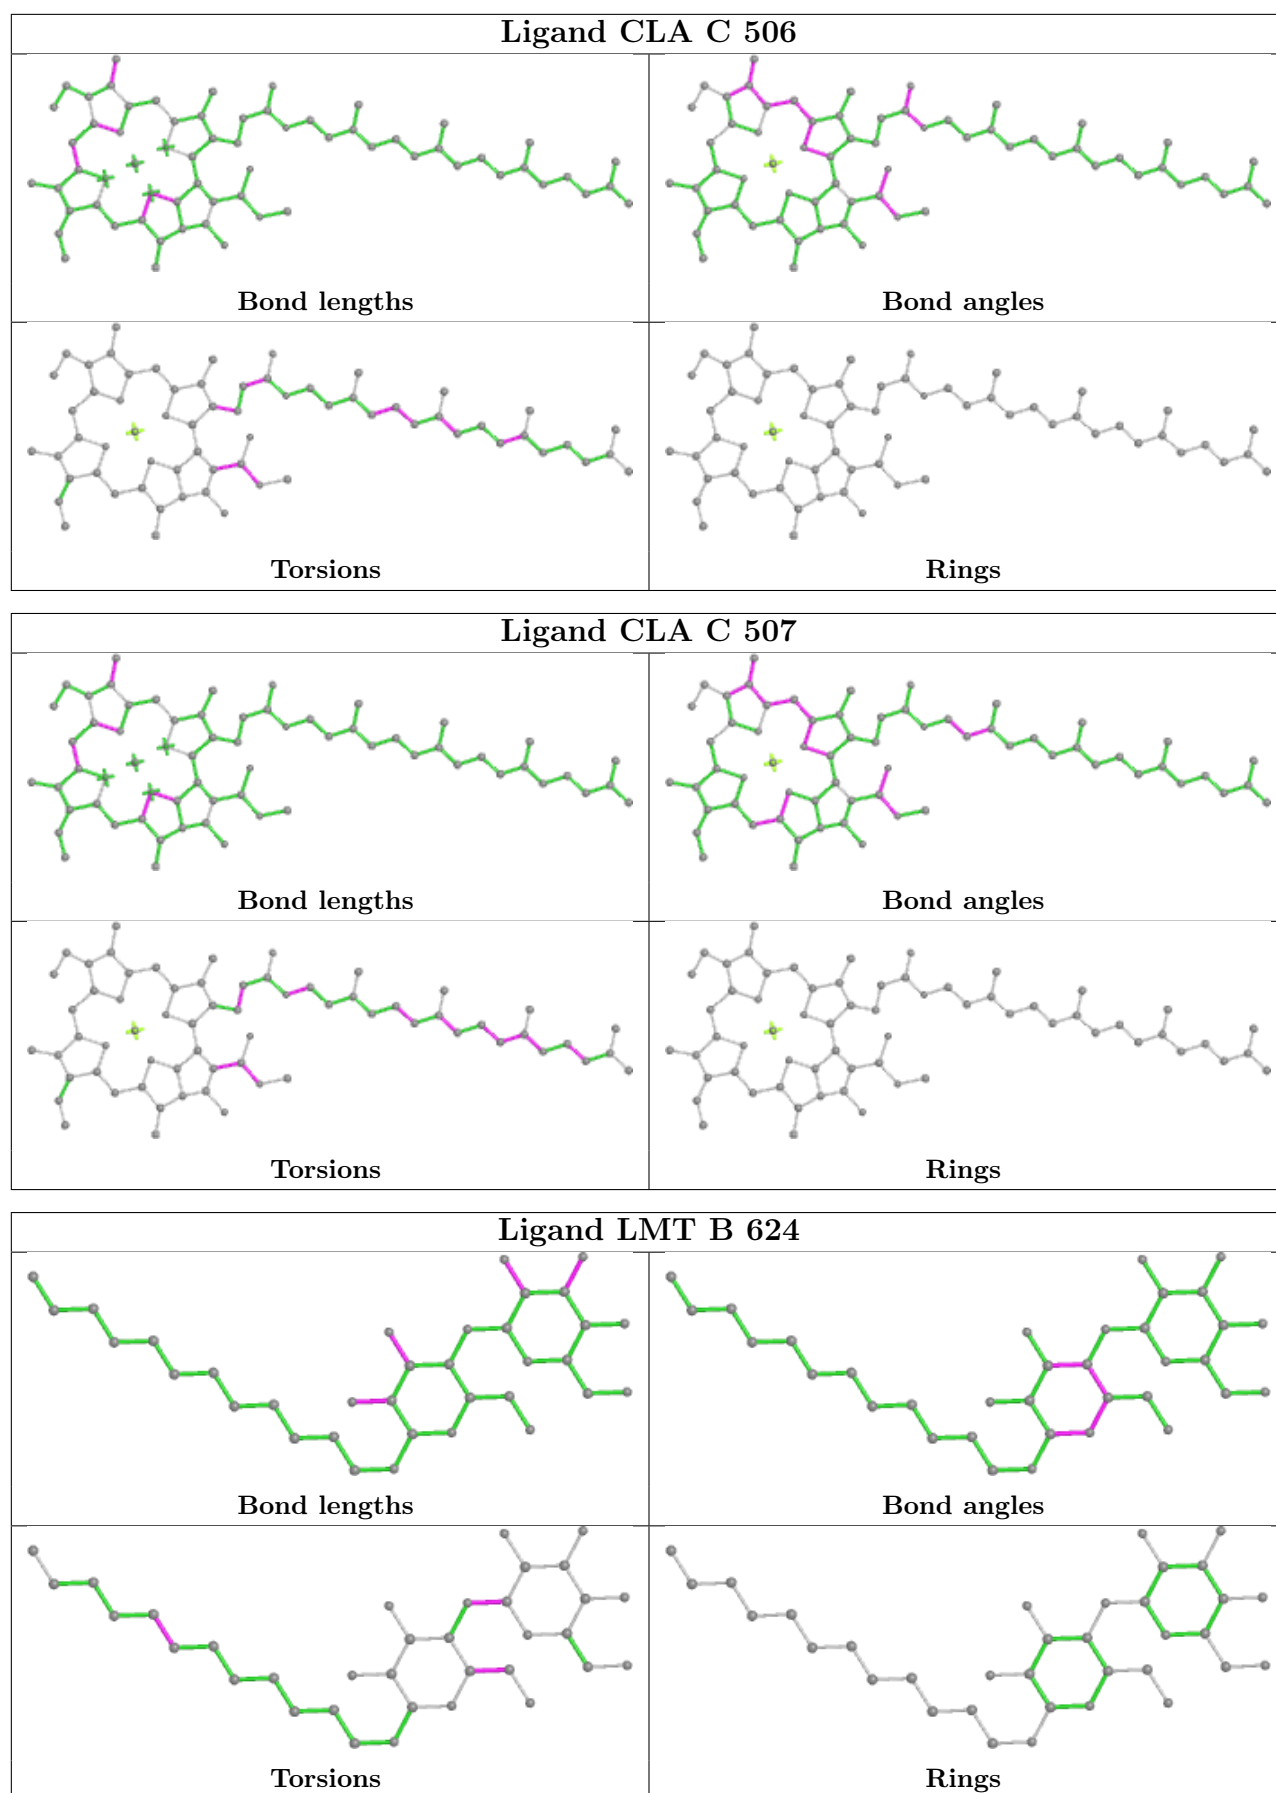 Ligand CLA C 506
Bond lengths
Bond angles
Torsions
Rings
Ligand CLA C 507
Bond lengths
Bond angles
Torsions
Rings
Ligand LMT B 624
Bond lengths
Bond angles
Torsions
Rings